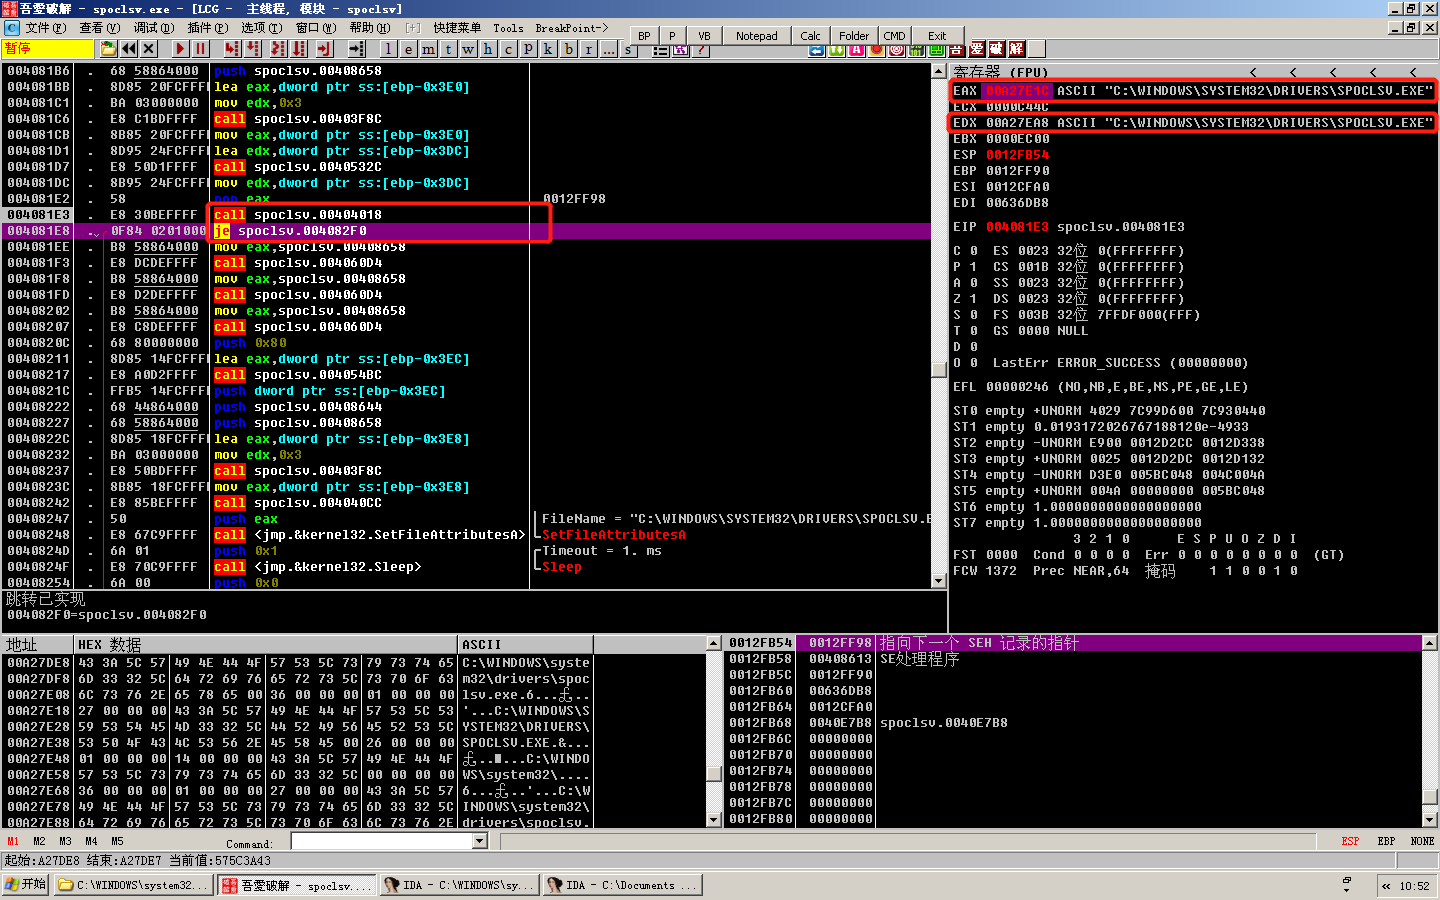 吾爱破解 - spoclsv.exe - [LCG - 主线程, 模块 - spoclsv]
文件(F) 查看(V) 调试(D) 插件(P) 选项(T) 窗口(W) 帮助(H) [+] 快捷菜单 Tools BreakPoint->
BP P VB Notepad Calc Folder CMD Exit
暂停 l e m t w h c p k b r ... s
004081B6 . 68 58864000 push spoclsv.00408658
004081BB . 8D85 20FCFFFF lea eax,dword ptr ss:[ebp-0x3E0]
004081C1 . BA 03000000 mov edx,0x3
004081C6 . E8 C1BDFFFF call spoclsv.00403F8C
004081CB . 8B85 20FCFFFF mov eax,dword ptr ss:[ebp-0x3E0]
004081D1 . 8D95 24FCFFFF lea edx,dword ptr ss:[ebp-0x3DC]
004081D7 . E8 50D1FFFF call spoclsv.0040532C
004081DC . 8B95 24FCFFFF mov edx,dword ptr ss:[ebp-0x3DC]
004081E2 . 58 pop eax 0012FF98
004081E3 . E8 30BEFFFF call spoclsv.00404018
004081E8 .. 0F84 0201000 je spoclsv.004082F0
004081EE . B8 58864000 mov eax,spoclsv.00408658
004081F3 . E8 DCDEFFFF call spoclsv.004060D4
004081F8 . B8 58864000 mov eax,spoclsv.00408658
004081FD . E8 D2DEFFFF call spoclsv.004060D4
00408202 . B8 58864000 mov eax,spoclsv.00408658
00408207 . E8 C8DEFFFF call spoclsv.004060D4
0040820C . 68 80000000 push 0x80
00408211 . 8D85 14FCFFFF lea eax,dword ptr ss:[ebp-0x3EC]
00408217 . E8 A0D2FFFF call spoclsv.004054BC
0040821C . FFB5 14FCFFFF push dword ptr ss:[ebp-0x3EC]
00408222 . 68 44864000 push spoclsv.00408644
00408227 . 68 58864000 push spoclsv.00408658
0040822C . 8D85 18FCFFFF lea eax,dword ptr ss:[ebp-0x3E8]
00408232 . BA 03000000 mov edx,0x3
00408237 . E8 50BDFFFF call spoclsv.00403F8C
0040823C . 8B85 18FCFFFF mov eax,dword ptr ss:[ebp-0x3E8]
00408242 . E8 85BEFFFF call spoclsv.004040CC
00408247 . 50 push eax FileName = "C:\WINDOWS\SYSTEM32\DRIVERS\SPOCLSV.E
00408248 . E8 67C9FFFF call <jmp.&kernel32.SetFileAttributesA> SetFileAttributesA
0040824D . 6A 01 push 0x1 Timeout = 1. ms
0040824F . E8 70C9FFFF call <jmp.&kernel32.Sleep> Sleep
00408254 . 6A 00 push 0x0
跳转已实现
004082F0=spoclsv.004082F0
寄存器 (FPU) < < < < <
EAX 00A27E1C ASCII "C:\WINDOWS\SYSTEM32\DRIVERS\SPOCLSV.EXE"
ECX 0000C44C
EDX 00A27EA8 ASCII "C:\WINDOWS\SYSTEM32\DRIVERS\SPOCLSV.EXE"
EBX 0000EC00
ESP 0012FB54
EBP 0012FF90
ESI 0012CFA0
EDI 00636DB8
EIP 004081E3 spoclsv.004081E3
C 0 ES 0023 32位 0(FFFFFFFF)
P 1 CS 001B 32位 0(FFFFFFFF)
A 0 SS 0023 32位 0(FFFFFFFF)
Z 1 DS 0023 32位 0(FFFFFFFF)
S 0 FS 003B 32位 7FFDF000(FFF)
T 0 GS 0000 NULL
D 0
O 0 LastErr ERROR_SUCCESS (00000000)
EFL 00000246 (NO,NB,E,BE,NS,PE,GE,LE)
ST0 empty +UNORM 4029 7C99D600 7C930440
ST1 empty 0.0193172026767188120e-4933
ST2 empty -UNORM E900 0012D2CC 0012D338
ST3 empty +UNORM 0025 0012D2DC 0012D132
ST4 empty -UNORM D3E0 005BC048 004C004A
ST5 empty +UNORM 004A 00000000 005BC048
ST6 empty 1.0000000000000000000
ST7 empty 1.0000000000000000000
3 2 1 0 E S P U O Z D I
FST 0000 Cond 0 0 0 0 Err 0 0 0 0 0 0 0 0 (GT)
FCW 1372 Prec NEAR,64 掩码 1 1 0 0 1 0
地址 HEX 数据 ASCII
00A27DE8 43 3A 5C 57 49 4E 44 4F 57 53 5C 73 79 73 74 65 C:\WINDOWS\syste
00A27DF8 6D 33 32 5C 64 72 69 76 65 72 73 5C 73 70 6F 63 m32\drivers\spoc
00A27E08 6C 73 76 2E 65 78 65 00 36 00 00 00 01 00 00 00 lsv.exe.6...£...
00A27E18 27 00 00 00 43 3A 5C 57 49 4E 44 4F 57 53 5C 53 '...C:\WINDOWS\S
00A27E28 59 53 54 45 4D 33 32 5C 44 52 49 56 45 52 53 5C YSTEM32\DRIVERS\
00A27E38 53 50 4F 43 4C 53 56 2E 45 58 45 00 26 00 00 00 SPOCLSV.EXE.&...
00A27E48 01 00 00 00 14 00 00 00 43 3A 5C 57 49 4E 44 4F £..■...C:\WINDO
00A27E58 57 53 5C 73 79 73 74 65 6D 33 32 5C 00 00 00 00 WS\system32\....
00A27E68 36 00 00 00 01 00 00 00 27 00 00 00 43 3A 5C 57 6...£..'...C:\W
00A27E78 49 4E 44 4F 57 53 5C 73 79 73 74 65 6D 33 32 5C INDOWS\system32\
00A27E88 64 72 69 76 65 72 73 5C 73 70 6F 63 6C 73 76 2E drivers\spoclsv.
0012FB54 0012FF98 指向下一个 SEH 记录的指针
0012FB58 00408613 SE处理程序
0012FB5C 0012FF90
0012FB60 00636DB8
0012FB64 0012CFA0
0012FB68 0040E7B8 spoclsv.0040E7B8
0012FB6C 00000000
0012FB70 00000000
0012FB74 00000000
0012FB78 00000000
0012FB7C 00000000
0012FB80 00000000
M1 M2 M3 M4 M5 Command: ESP EBP NONE
起始:A27DE8 结束:A27DE7 当前值:575C3A43
开始 C:\WINDOWS\system32... 吾爱破解 - spoclsv.... IDA - C:\WINDOWS\sy... IDA - C:\Documents ... « 10:52